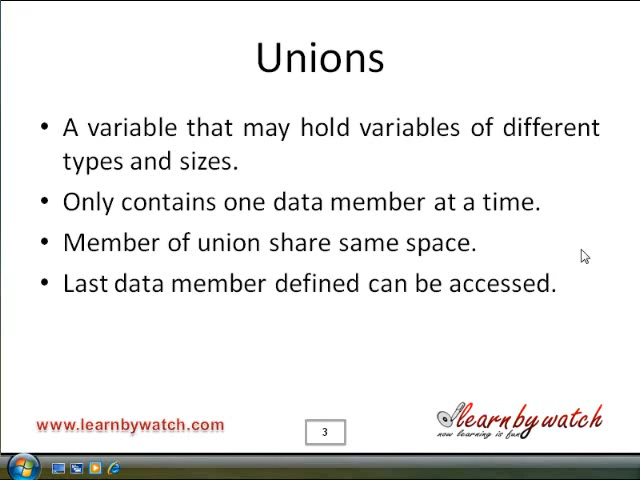 Unions
• A variable that may hold variables of different
types and sizes.
• Only contains one data member at a time.
• Member of union share same space.
• Last data member defined can be accessed.
www.learnbywatch.com
3
learnbywatch
now learning is fun